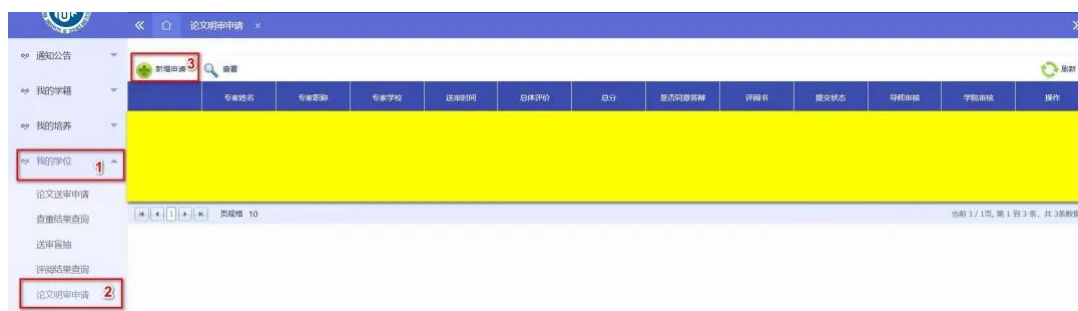 论文明审申请 ×
通知公告
我的学籍
我的培养
我的学位 1
论文送审申请
查重结果查询
送审盲抽
评阅结果查询
论文明审申请 2
新增申请 3 查看 刷新
专家姓名 专家职称 专家学校 送审时间 总体评价 总分 是否同意答辩 评阅书 提交状态 导师审核 学院审核 操作
1 页规模 10 当前 1 / 1页, 第 1 到 3 条, 共 3条数据